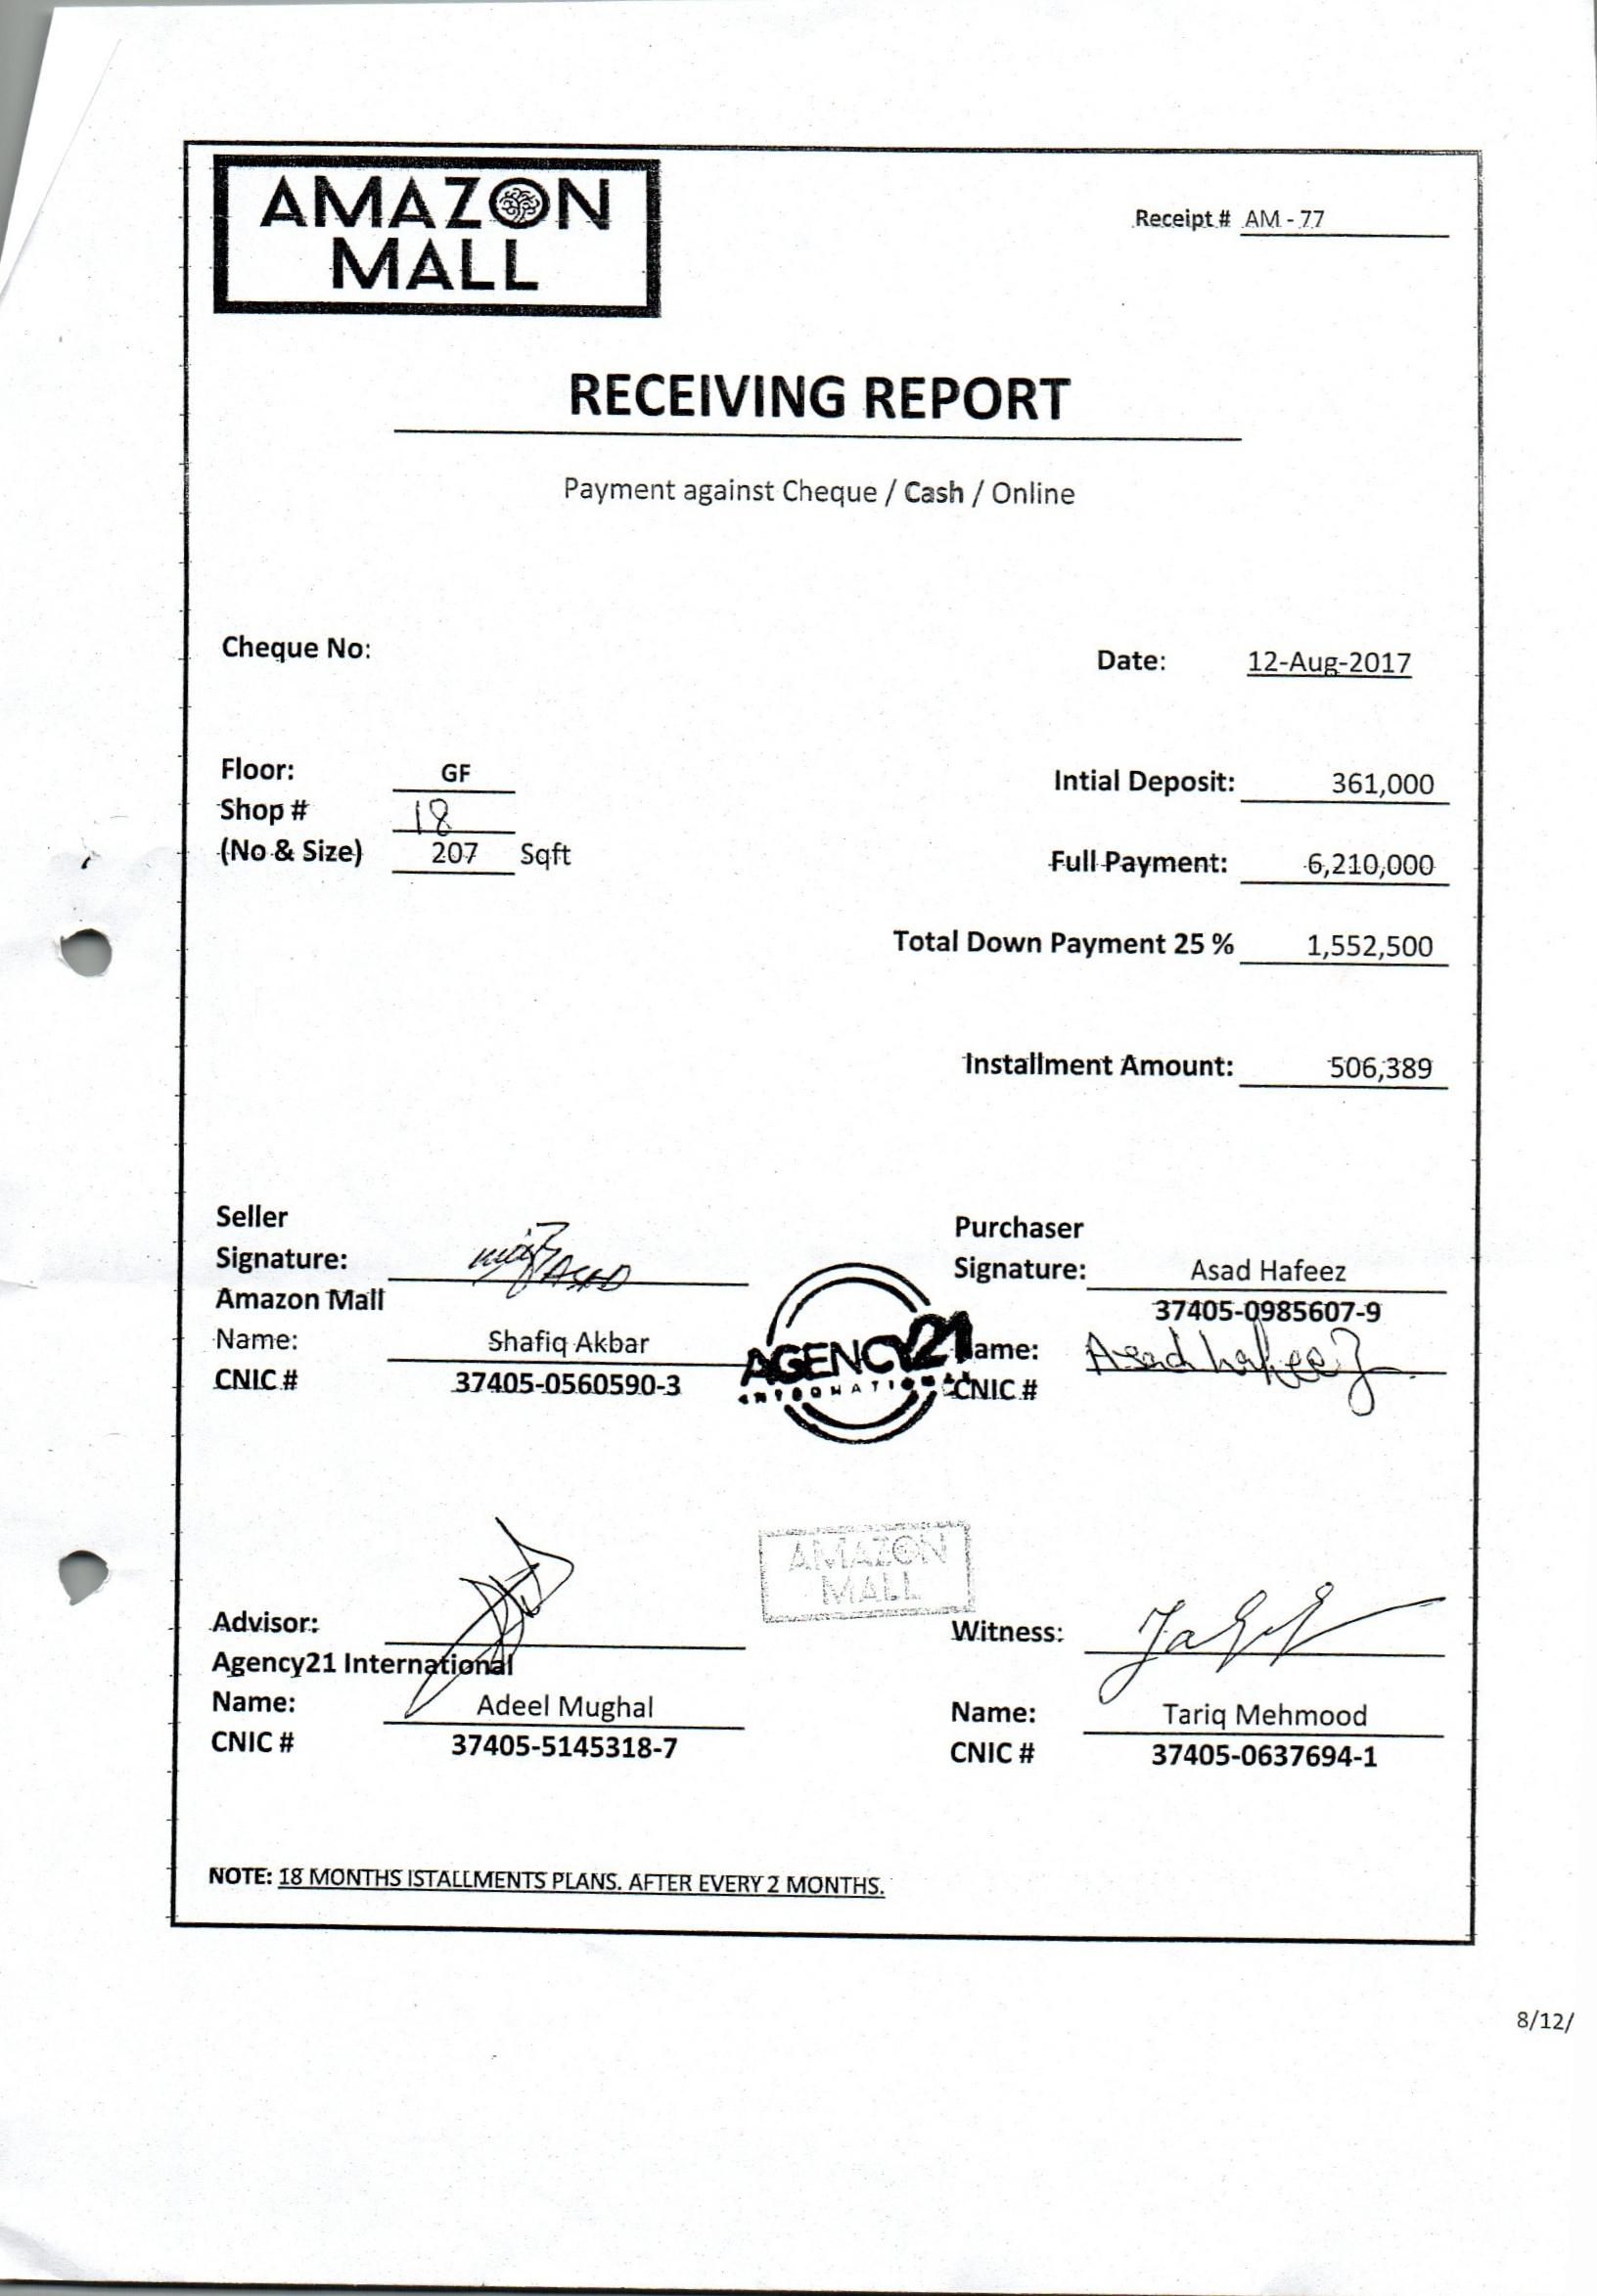 AMAZON
MALL
Receipt # AM - 77
RECEIVING REPORT
Payment against Cheque / Cash / Online
Cheque No:
Date: 12-Aug-2017
Floor: GF
Intial Deposit: 361,000
Shop # 18
(No & Size) 207 Sqft
Full Payment: 6,210,000
Total Down Payment 25 % 1,552,500
Installment Amount: 506,389
Seller
Signature: ASAD
Amazon Mall
Name: Shafiq Akbar
CNIC # 37405-0560590-3
Purchaser
Signature: Asad Hafeez
37405-0985607-9
ame: Asad hafeez
CNIC #
AGENCY21
INTERNATIONAL
AMAZON
MALL
Advisor:
Agency21 International
Name: Adeel Mughal
CNIC # 37405-5145318-7
Witness:
Name: Tariq Mehmood
CNIC # 37405-0637694-1
NOTE: 18 MONTHS ISTALLMENTS PLANS. AFTER EVERY 2 MONTHS.
8/12/